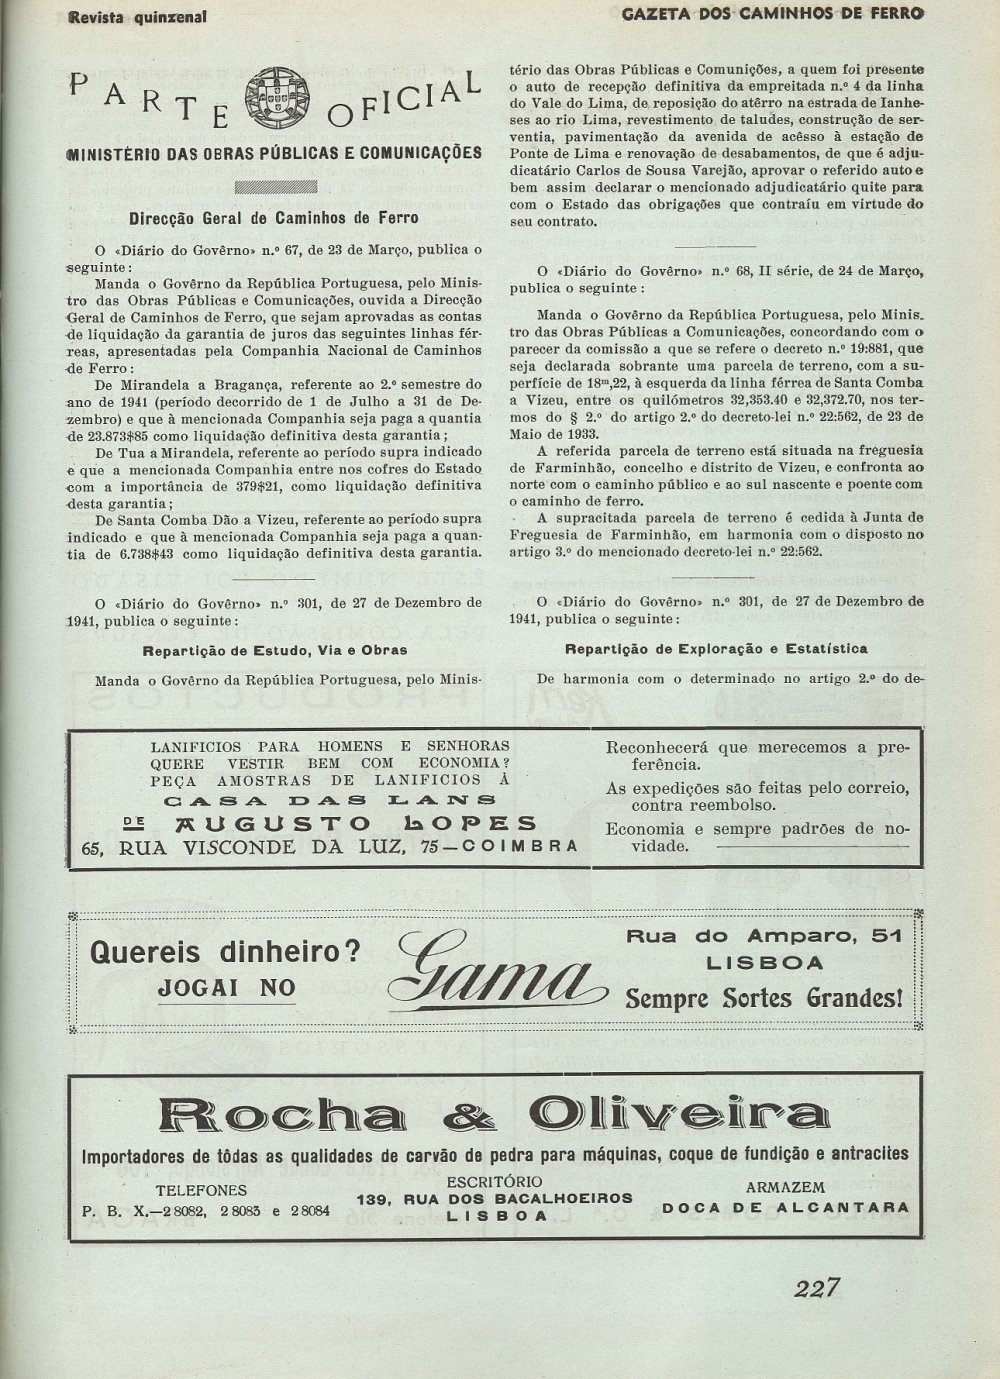 Revista quinzenal
GAZETA DOS CAMINHOS DE FERRO
PARTE OFICIAL
MINISTÉRIO DAS OBRAS PÚBLICAS E COMUNICAÇÕES
Direcção Geral de Caminhos de Ferro
O «Diário do Govêrno» n.º 67, de 23 de Março, publica o
seguinte:
Manda o Govêrno da República Portuguesa, pelo Minis-
tro das Obras Públicas e Comunicações, ouvida a Direcção
Geral de Caminhos de Ferro, que sejam aprovadas as contas
de liquidação da garantia de juros das seguintes linhas fér-
reas, apresentadas pela Companhia Nacional de Caminhos
de Ferro:
De Mirandela a Bragança, referente ao 2.º semestre do
ano de 1941 (período decorrido de 1 de Julho a 31 de De-
zembro) e que à mencionada Companhia seja paga a quantia
de 23.873$85 como liquidação definitiva desta garantia;
De Tua a Mirandela, referente ao período supra indicado
e que a mencionada Companhia entre nos cofres do Estado
com a importância de 379$21, como liquidação definitiva
desta garantia;
De Santa Comba Dão a Vizeu, referente ao período supra
indicado e que à mencionada Companhia seja paga a quan-
tia de 6.738$43 como liquidação definitiva desta garantia.
O «Diário do Govêrno» n.º 301, de 27 de Dezembro de
1941, publica o seguinte:
Repartição de Estudo, Via e Obras
Manda o Govêrno da República Portuguesa, pelo Minis-
tério das Obras Públicas e Comunições, a quem foi presente
o auto de recepção definitiva da empreitada n.º 4 da linha
do Vale do Lima, de reposição do atêrro na estrada de Ianhe-
ses ao rio Lima, revestimento de taludes, construção de ser-
ventia, pavimentação da avenida de acêsso à estação de
Ponte de Lima e renovação de desabamentos, de que é adju-
dicatário Carlos de Sousa Varejão, aprovar o referido auto e
bem assim declarar o mencionado adjudicatário quite para
com o Estado das obrigações que contraíu em virtude do
seu contrato.
O «Diário do Govêrno» n.º 68, II série, de 24 de Março,
publica o seguinte:
Manda o Govêrno da República Portuguesa, pelo Minis-
tro das Obras Públicas a Comunicações, concordando com o
parecer da comissão a que se refere o decreto n.º 19:881, que
seja declarada sobrante uma parcela de terreno, com a su-
perfície de 18m,22, à esquerda da linha férrea de Santa Comba
a Vizeu, entre os quilómetros 32,353.40 e 32,372.70, nos ter-
mos do § 2.º do artigo 2.º do decreto-lei n.º 22:562, de 23 de
Maio de 1933.
A referida parcela de terreno está situada na freguesia
de Farminhão, concelho e distrito de Vizeu, e confronta ao
norte com o caminho público e ao sul nascente e poente com
o caminho de ferro.
A supracitada parcela de terreno é cedida à Junta de
Freguesia de Farminhão, em harmonia com o disposto no
artigo 3.º do mencionado decreto-lei n.º 22:562.
O «Diário do Govêrno» n.º 301, de 27 de Dezembro de
1941, publica o seguinte:
Repartição de Exploração e Estatística
De harmonia com o determinado no artigo 2.º do de-
LANIFICIOS PARA HOMENS E SENHORAS
QUERE VESTIR BEM COM ECONOMIA?
PEÇA AMOSTRAS DE LANIFICIOS Á
CASA DAS LANS
DE AUGUSTO LOPES
65, RUA VISCONDE DA LUZ, 75—COIMBRA
Reconhecerá que merecemos a pre-
ferência.
As expedições são feitas pelo correio,
contra reembolso.
Economia e sempre padrões de no-
vidade.
Quereis dinheiro?
JOGAI NO
Gama
Rua do Amparo, 51
LISBOA
Sempre Sortes Grandes!
Rocha & Oliveira
Importadores de tôdas as qualidades de carvão de pedra para máquinas, coque de fundição e antracites
TELEFONES
P. B. X.—2 8082, 2 8083 e 2 8084
ESCRITÓRIO
139, RUA DOS BACALHOEIROS
LISBOA
ARMAZEM
DOCA DE ALCANTARA
227